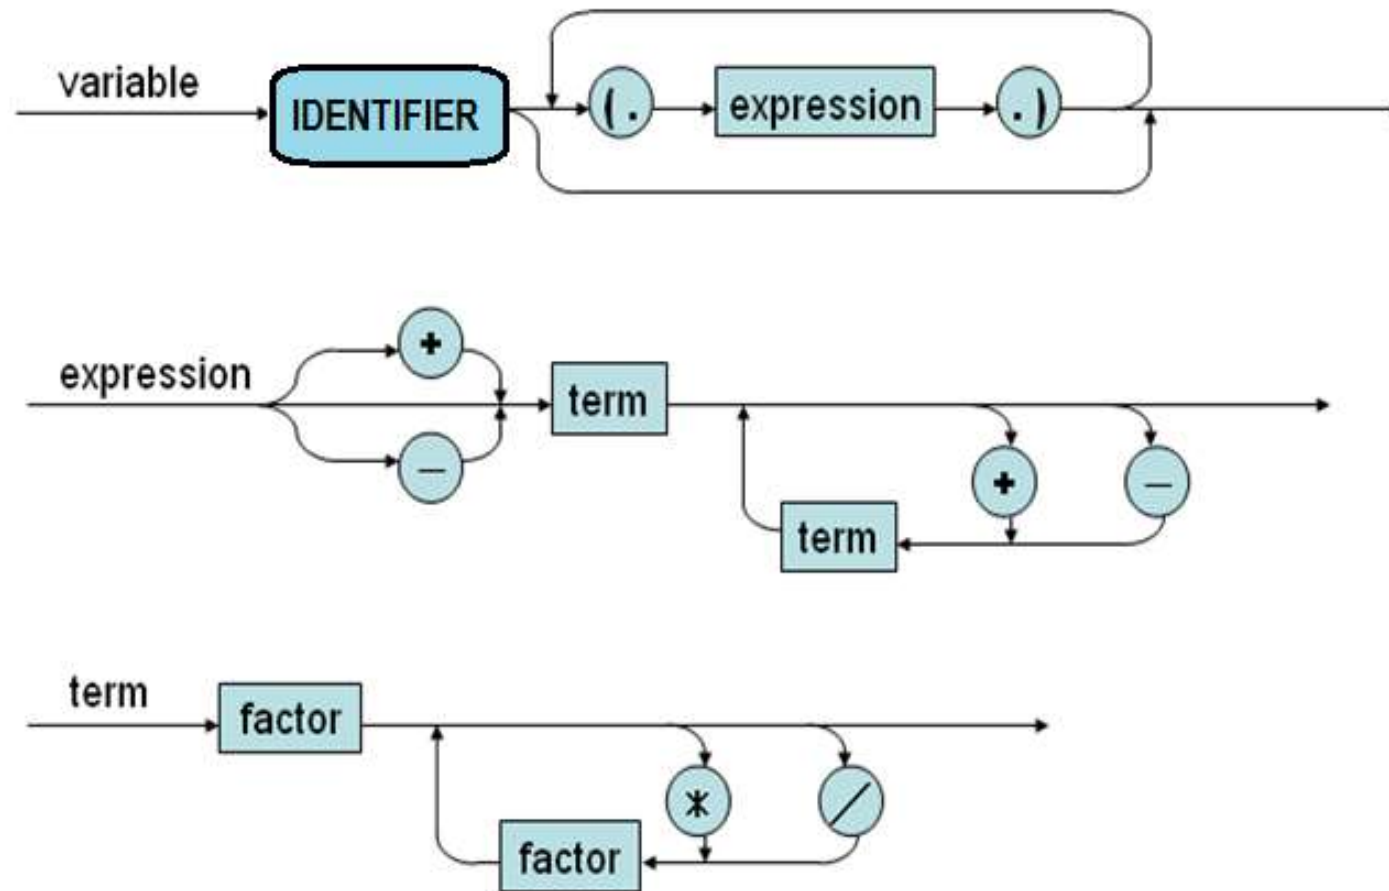 variable IDENTIFIER (. expression .)
+
expression term
−
+ −
term
term factor
* /
factor